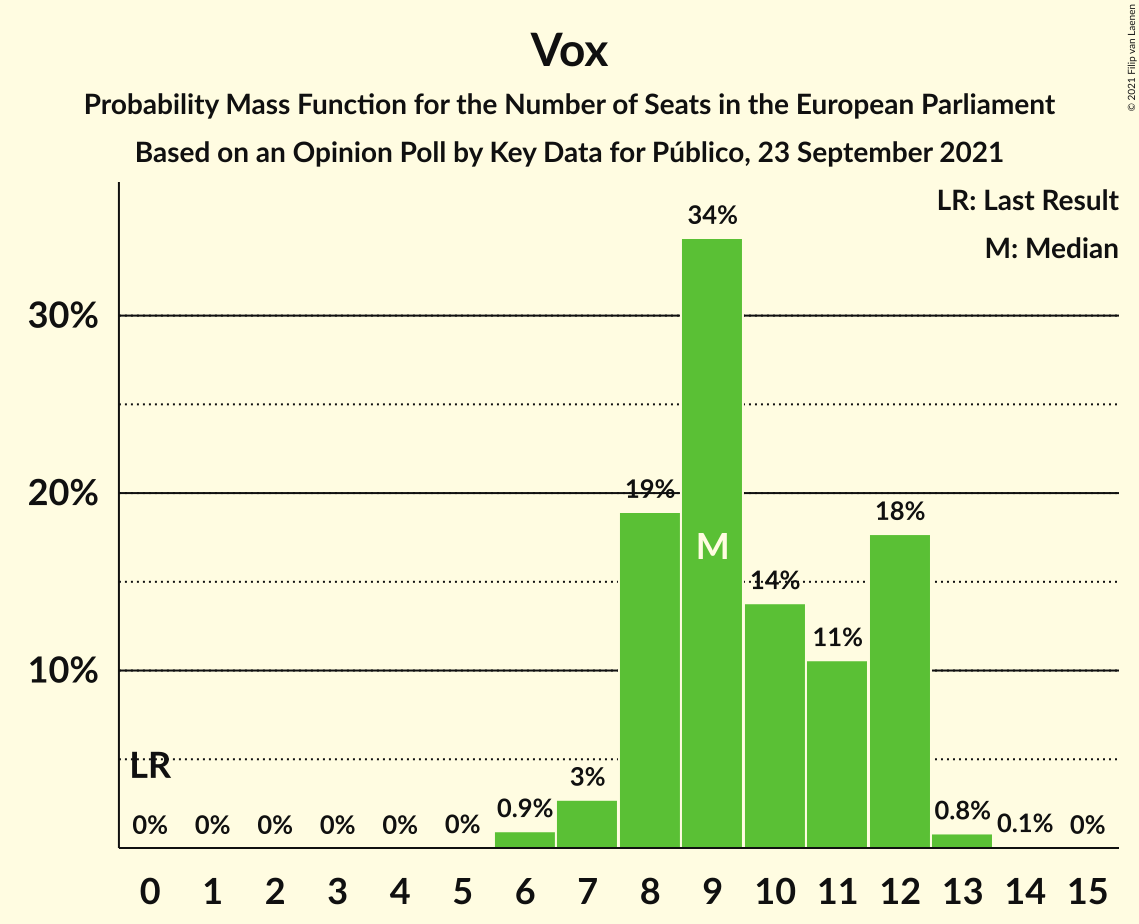 Vox
Probability Mass Function for the Number of Seats in the European Parliament
Based on an Opinion Poll by Key Data for Público, 23 September 2021
© 2021 Filip van Laenen
LR: Last Result
M: Median
34%
30%
19%
20%
18%
M
14%
11%
10%
LR
3%
0% 0% 0% 0% 0% 0% 0.9% 0.8% 0.1% 0%
0 1 2 3 4 5 6 7 8 9 10 11 12 13 14 15